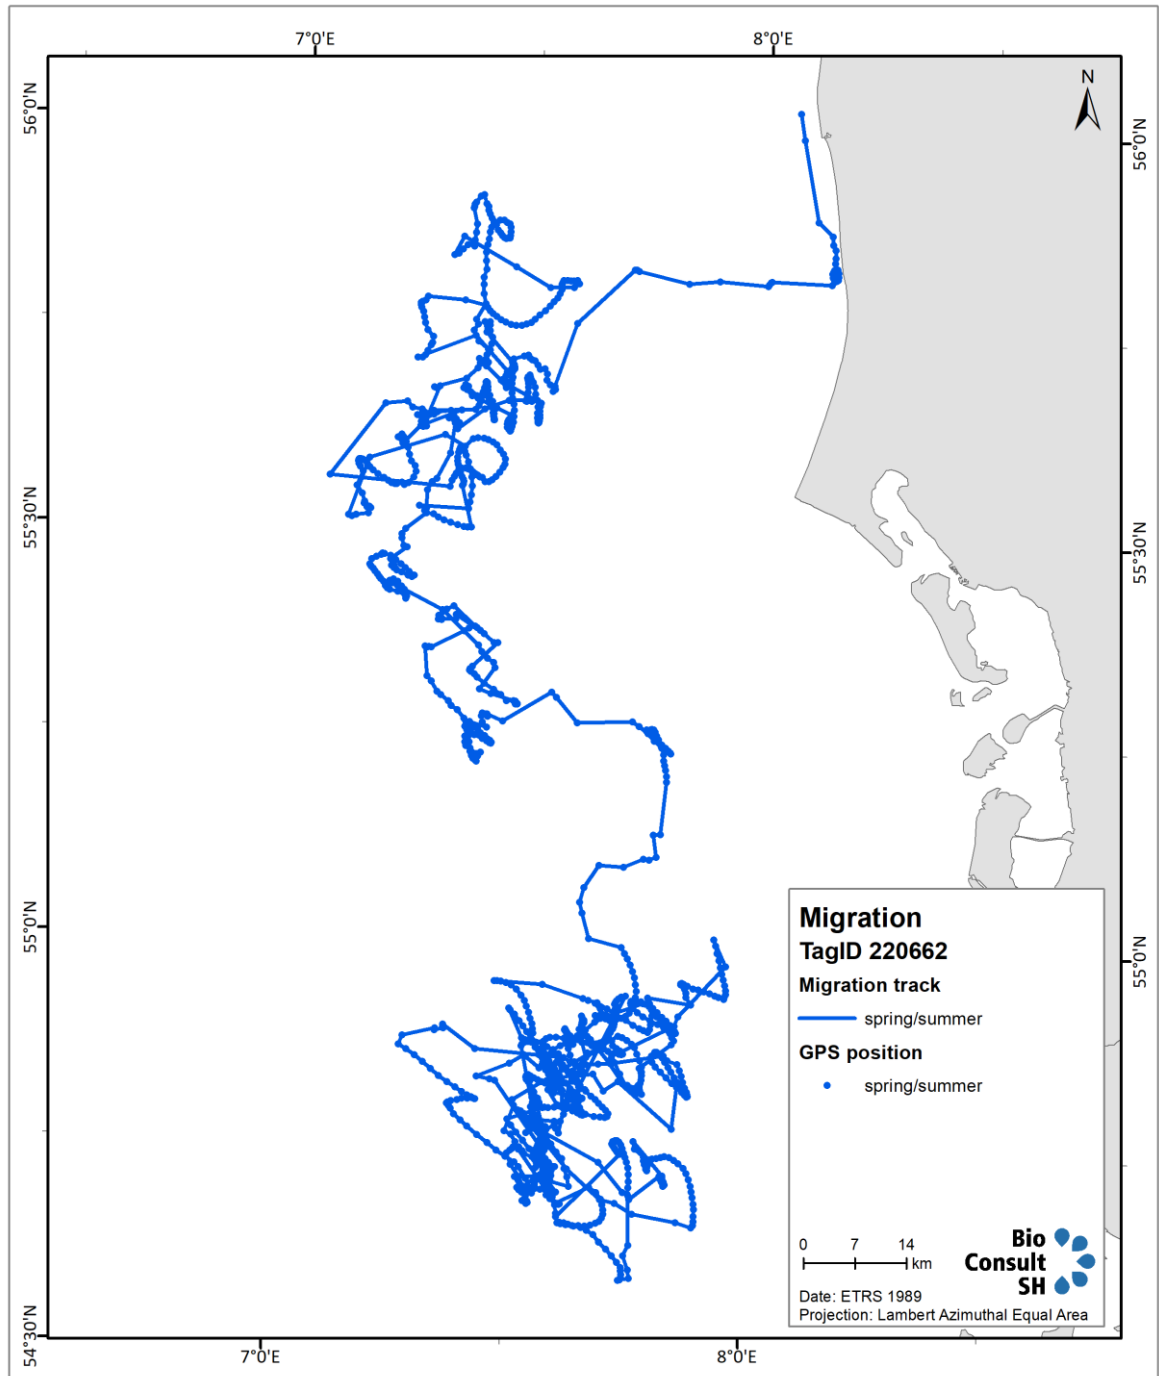 7°0'E 8°0'E
N
56°0'N
56°0'N
55°30'N
55°30'N
55°0'N
55°0'N
54°30'N
Migration
TagID 220662
Migration track
spring/summer
GPS position
spring/summer
0 7 14
km
Bio
Consult
SH
Date: ETRS 1989
Projection: Lambert Azimuthal Equal Area
7°0'E 8°0'E